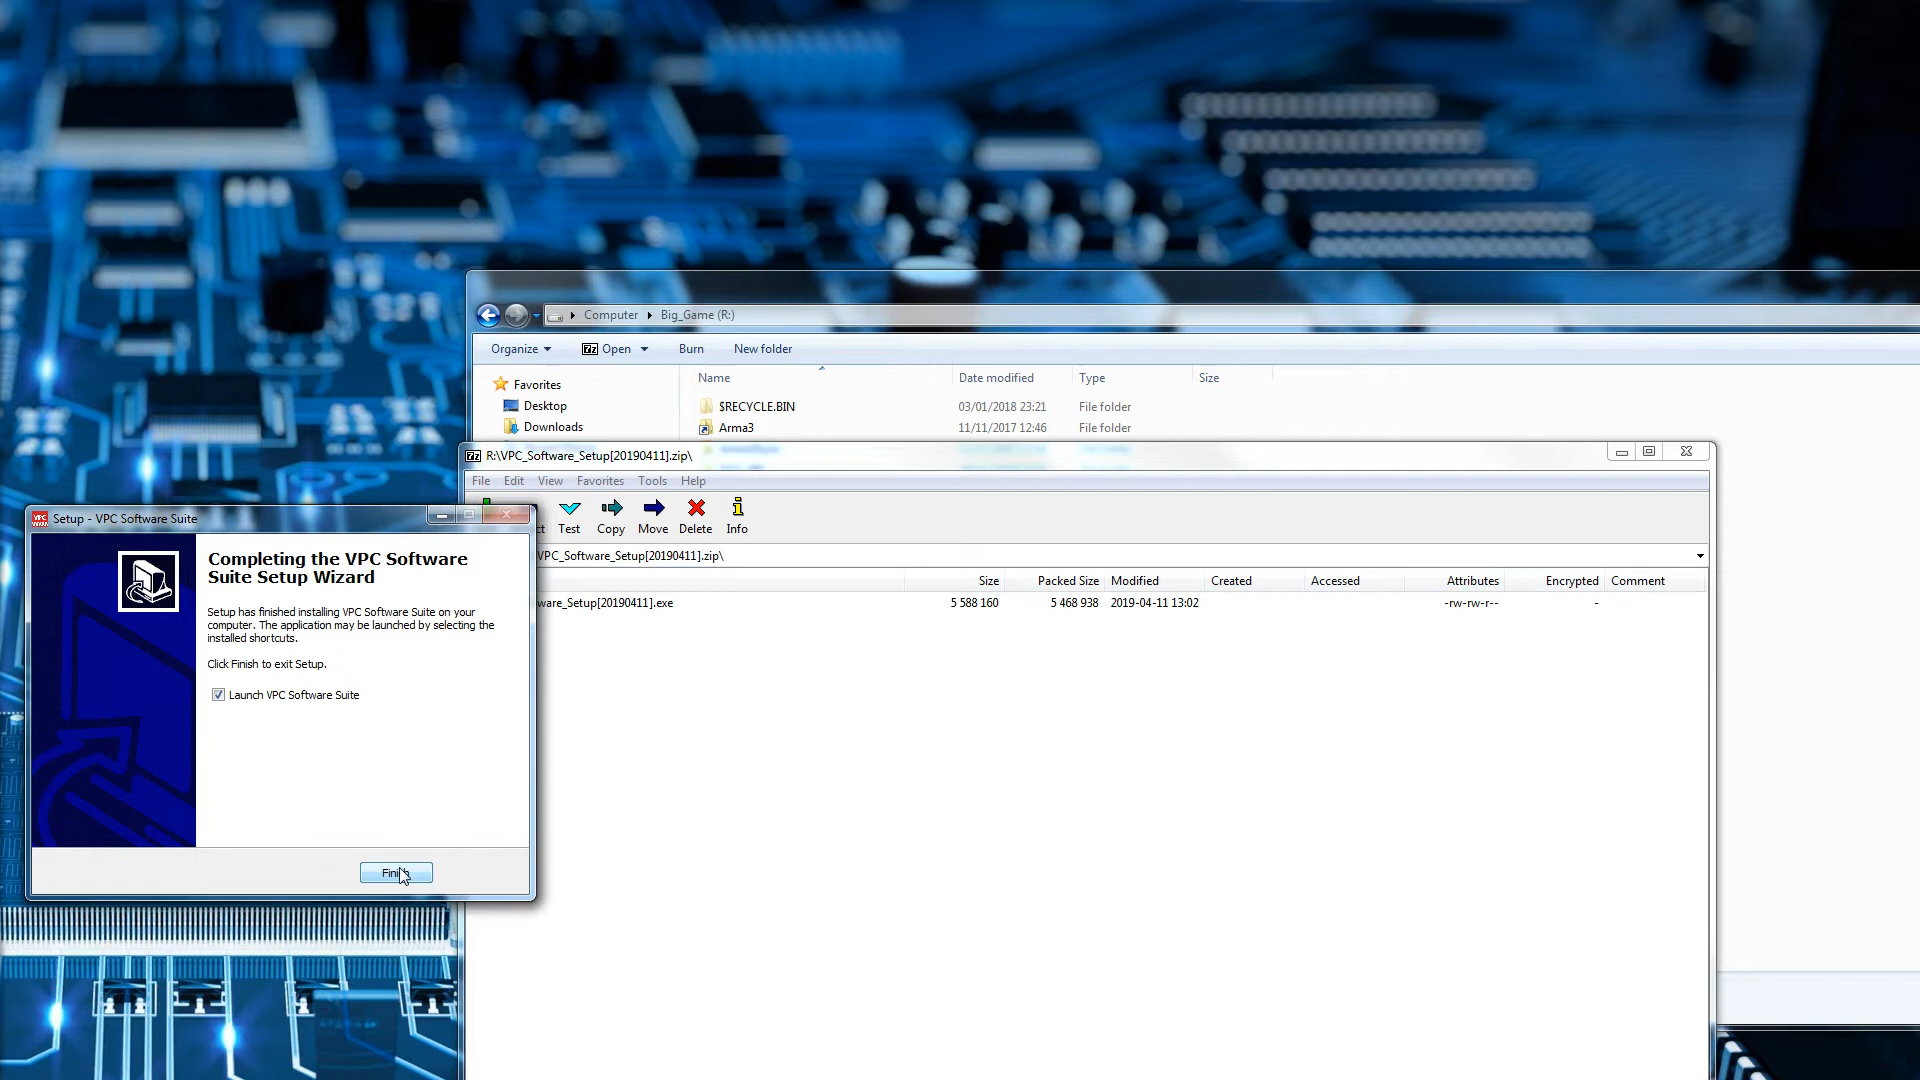 Computer Big_Game (R:)
Organize Open Burn New folder
Favorites
Desktop
Downloads
Name Date modified Type Size
$RECYCLE.BIN 03/01/2018 23:21 File folder
Arma3 11/11/2017 12:46 File folder
7z R:\VPC_Software_Setup[20190411].zip\
File Edit View Favorites Tools Help
ct Test Copy Move Delete Info
VPC_Software_Setup[20190411].zip\
Size Packed Size Modified Created Accessed Attributes Encrypted Comment
ware_Setup[20190411].exe 5 588 160 5 468 938 2019-04-11 13:02 -rw-rw-r-- -
Setup - VPC Software Suite
Completing the VPC Software
Suite Setup Wizard
Setup has finished installing VPC Software Suite on your
computer. The application may be launched by selecting the
installed shortcuts.
Click Finish to exit Setup.
Launch VPC Software Suite
Finish